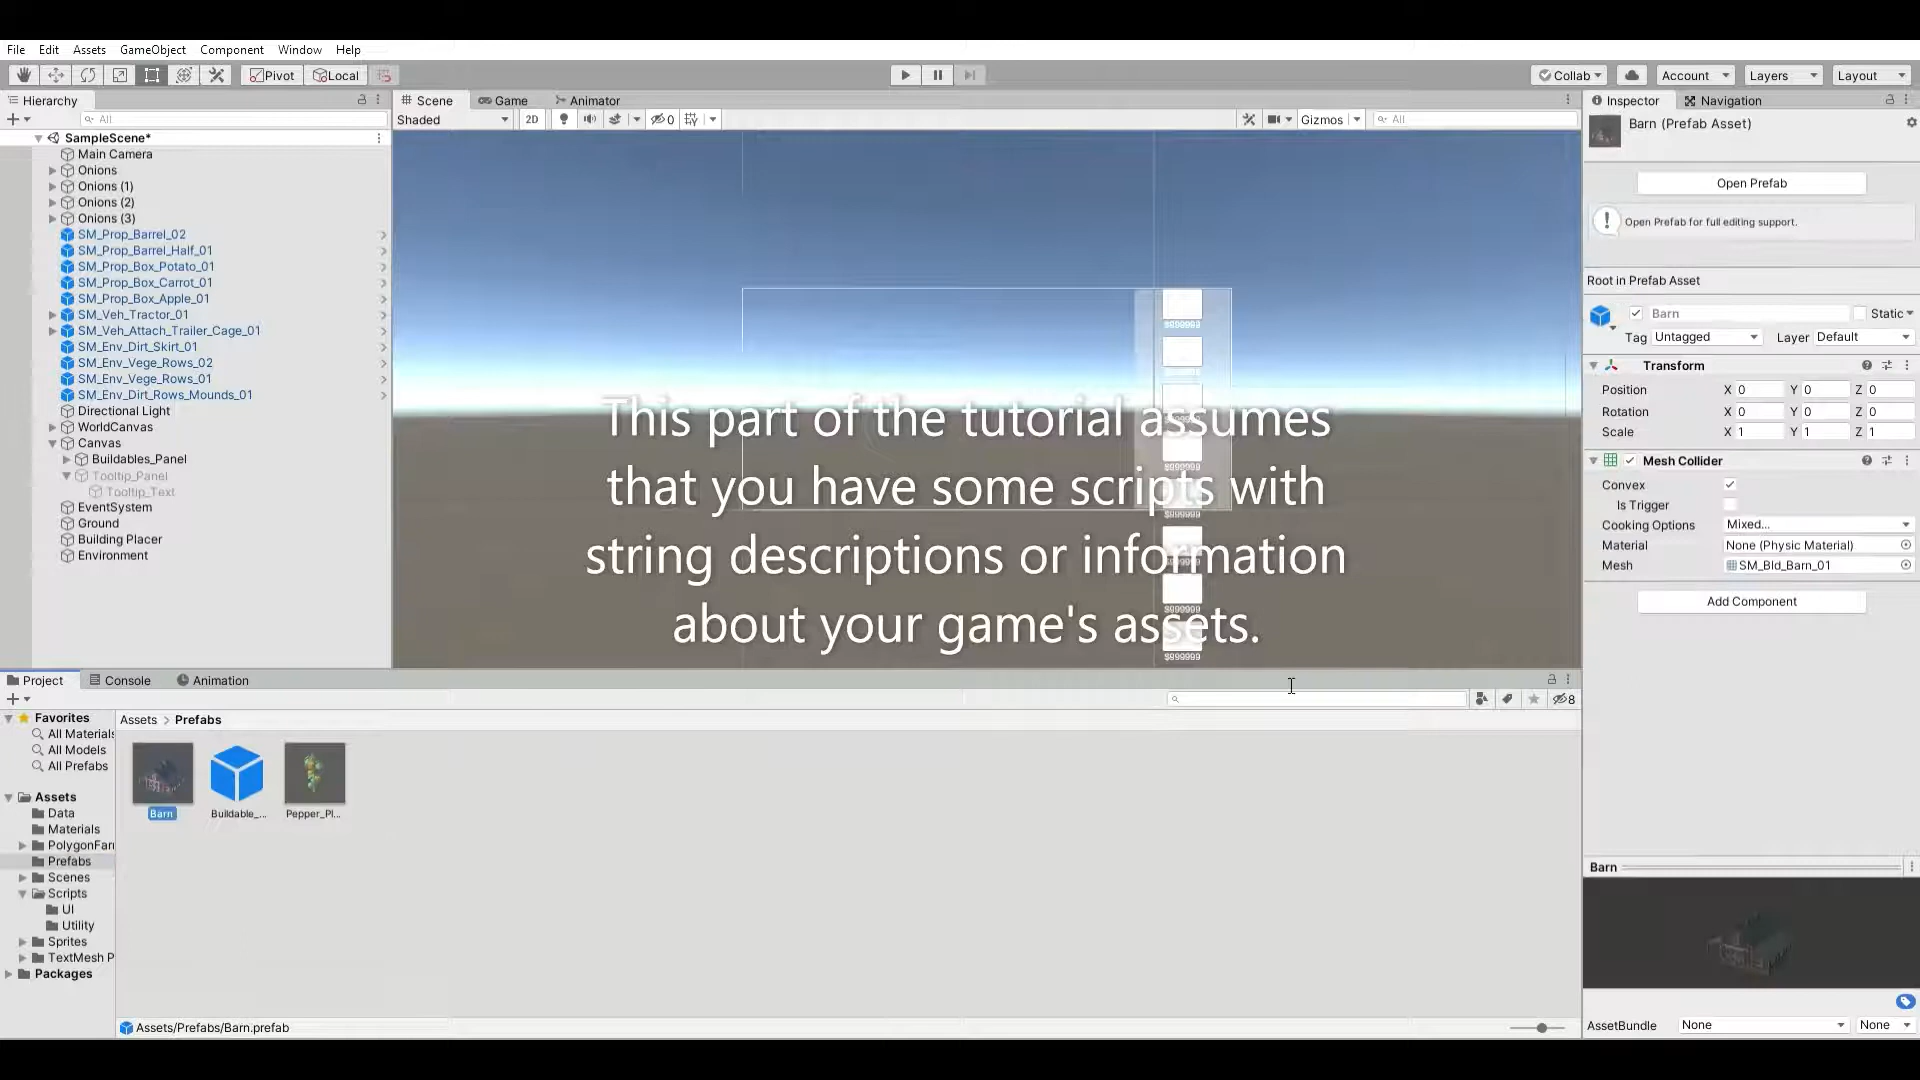 File Edit Assets GameObject Component Window Help
Pivot Local Collab Account Layers Layout
Hierarchy
All
SampleScene*
Main Camera
Onions
Onions (1)
Onions (2)
Onions (3)
SM_Prop_Barrel_02
SM_Prop_Barrel_Half_01
SM_Prop_Box_Potato_01
SM_Prop_Box_Carrot_01
SM_Prop_Box_Apple_01
SM_Veh_Tractor_01
SM_Veh_Attach_Trailer_Cage_01
SM_Env_Dirt_Skirt_01
SM_Env_Vege_Rows_02
SM_Env_Vege_Rows_01
SM_Env_Dirt_Rows_Mounds_01
Directional Light
WorldCanvas
Canvas
Buildables_Panel
Tooltip_Panel
Tooltip_Text
EventSystem
Ground
Building Placer
Environment
Scene Game Animator
Shaded 2D 0 Gizmos All
$999999
This part of the tutorial assumes
that you have some scripts with
$999999
string descriptions or information
$999999
about your game's assets.
$999999
Inspector Navigation
Barn (Prefab Asset)
Open Prefab
Open Prefab for full editing support.
Root in Prefab Asset
Barn Static
Tag Untagged Layer Default
Transform
Position X 0 Y 0 Z 0
Rotation X 0 Y 0 Z 0
Scale X 1 Y 1 Z 1
Mesh Collider
Convex
Is Trigger
Cooking Options Mixed...
Material None (Physic Material)
Mesh SM_Bld_Barn_01
Add Component
Barn
AssetBundle None None
Project Console Animation
8
Favorites
All Materials
All Models
All Prefabs
Assets
Data
Materials
PolygonFar
Prefabs
Scenes
Scripts
UI
Utility
Sprites
TextMesh P
Packages
Assets > Prefabs
Barn Buildable_... Pepper_Pl...
Assets/Prefabs/Barn.prefab